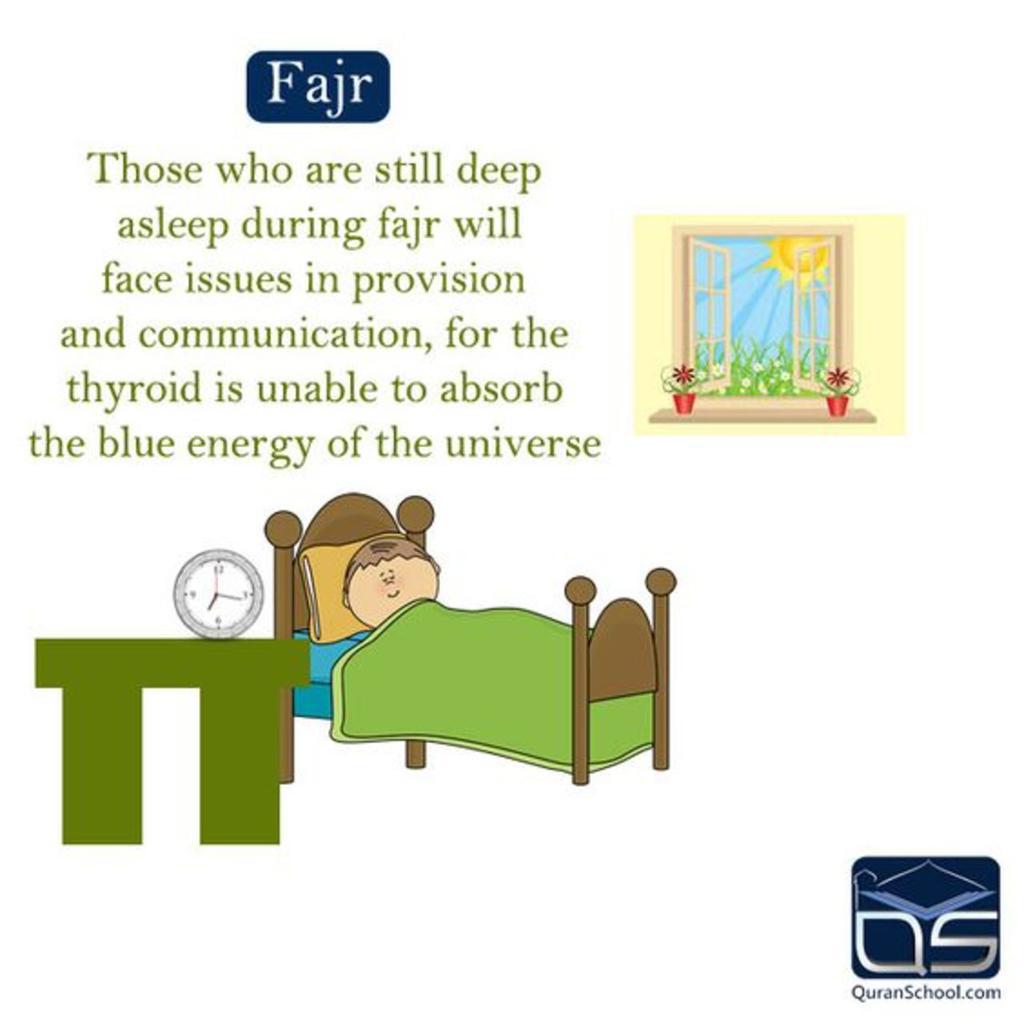 Fajr
Those who are still deep
asleep during fajr will
face issues in provision
and communication, for the
thyroid is unable to absorb
the blue energy of the universe
12
3
6
9
QS
QuranSchool.com